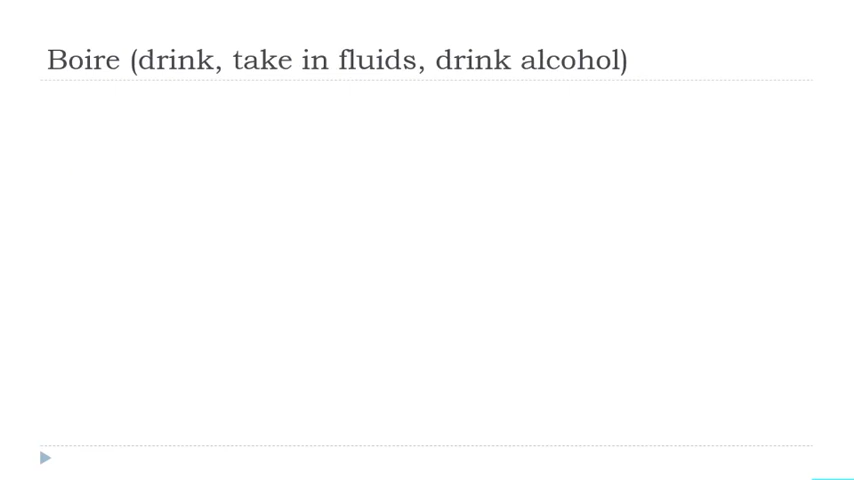 Boire (drink, take in fluids, drink alcohol)